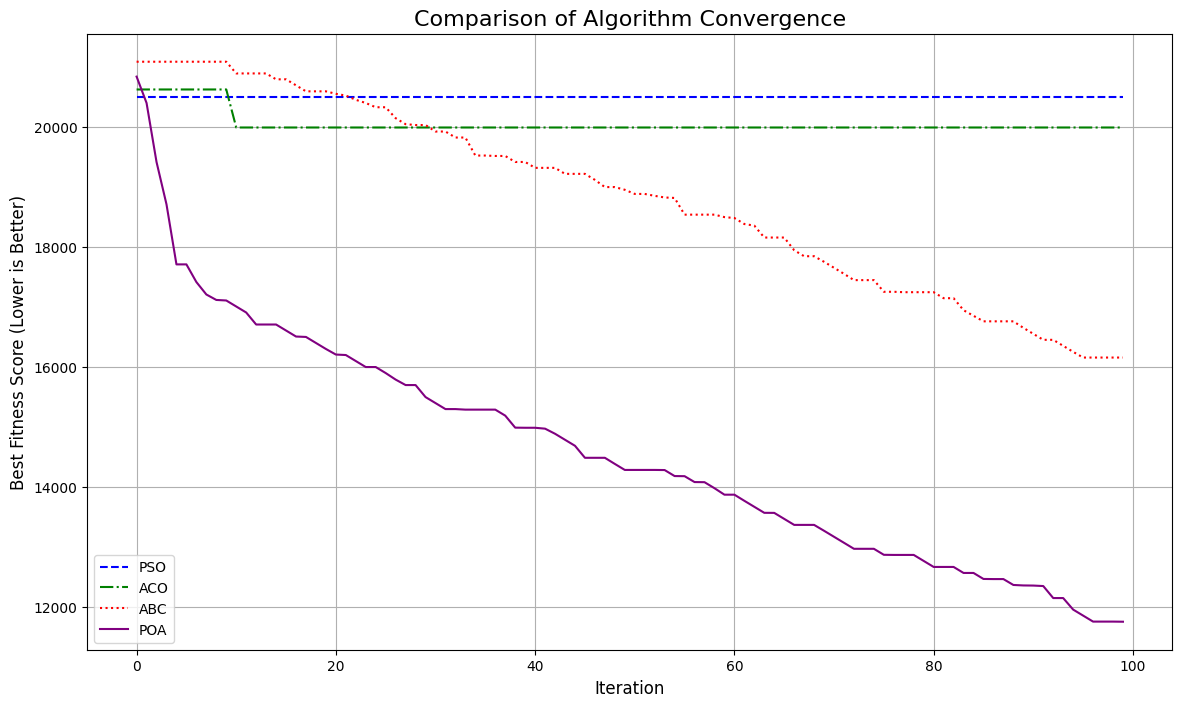 Comparison of Algorithm Convergence
Best Fitness Score (Lower is Better)
20000
18000
16000
14000
12000
PSO
ACO
ABC
POA
0
20
40
60
80
100
Iteration